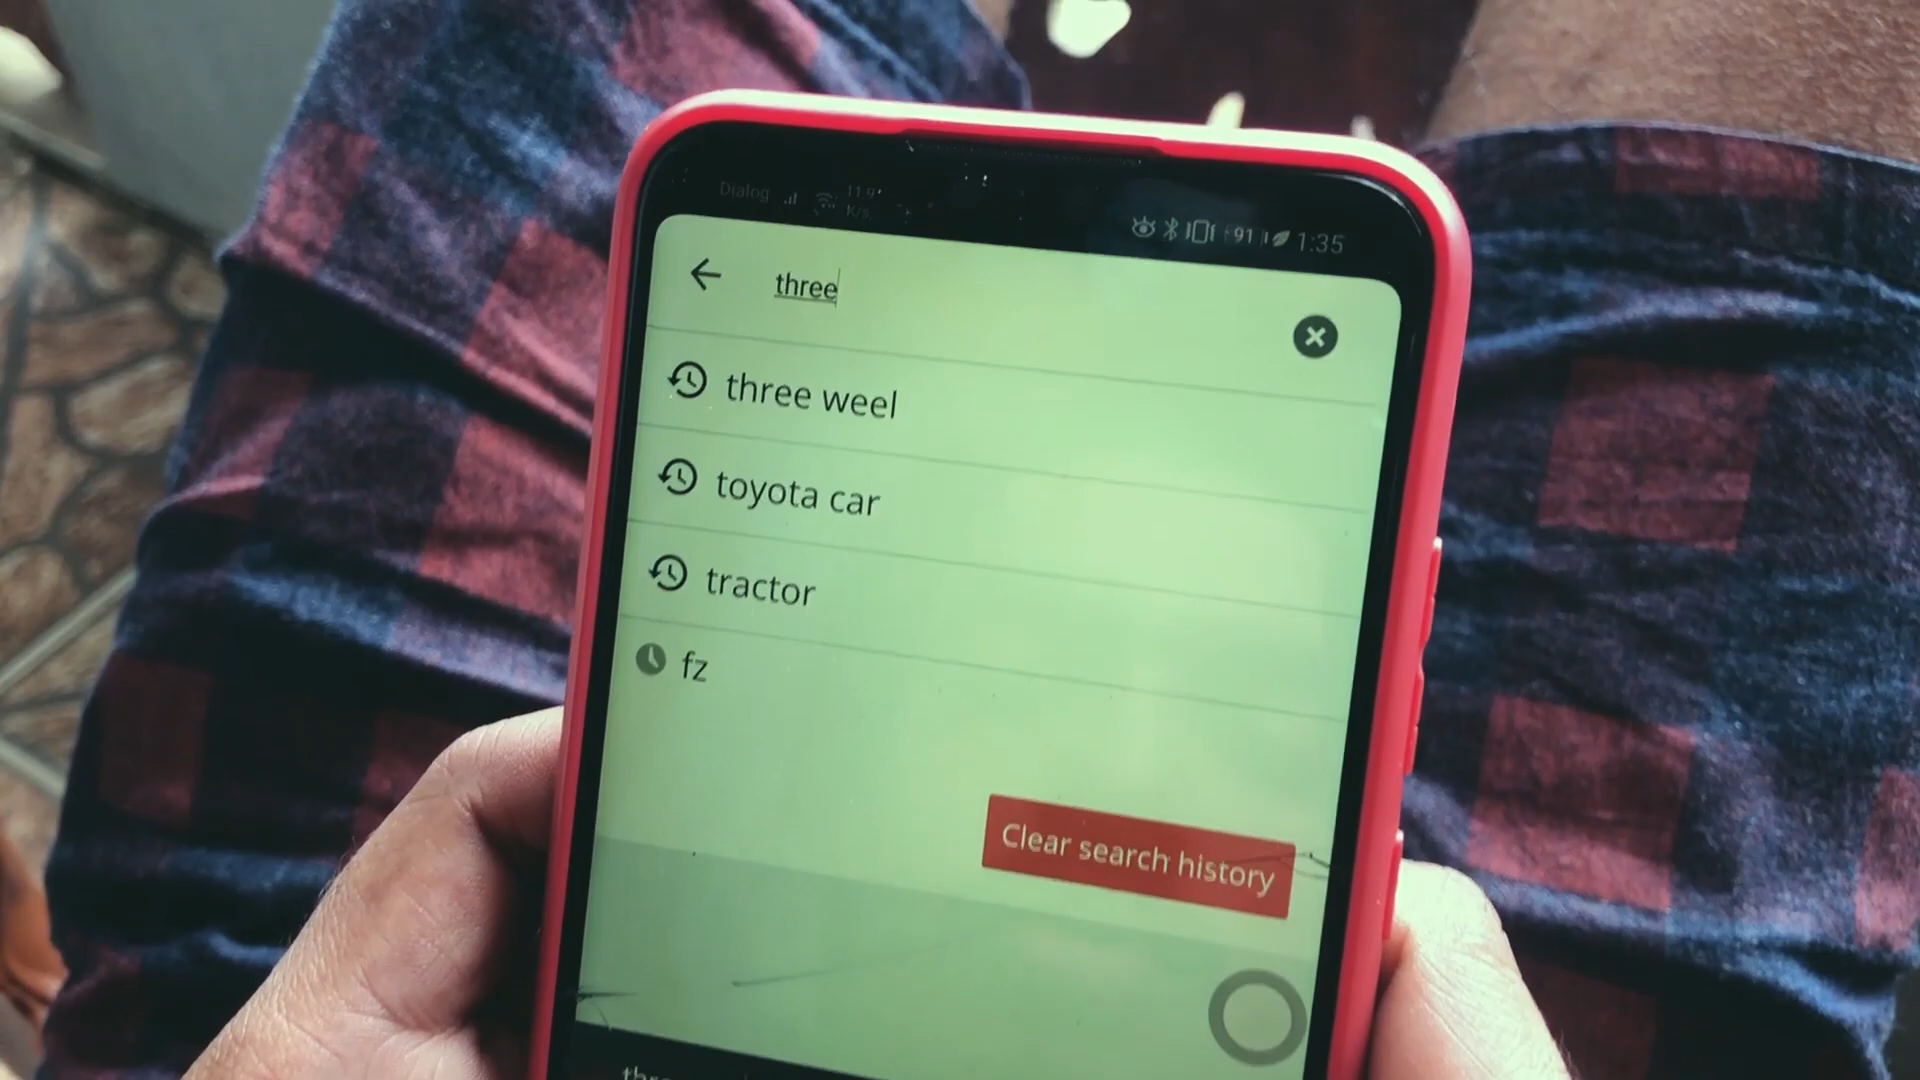 Dialog
11.9
K/s
91
1:35
three
three weel
toyota car
tractor
fz
Clear search history